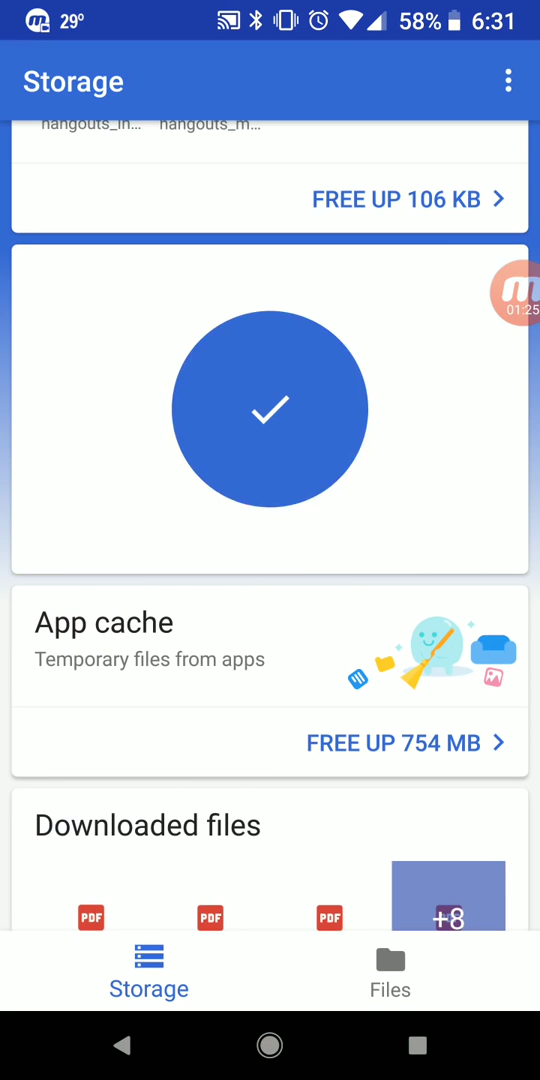 29°
58%
6:31
Storage
hangouts_in...
hangouts_m...
FREE UP 106 KB
01:25
App cache
Temporary files from apps
FREE UP 754 MB
Downloaded files
PDF
PDF
PDF
+8
Storage
Files